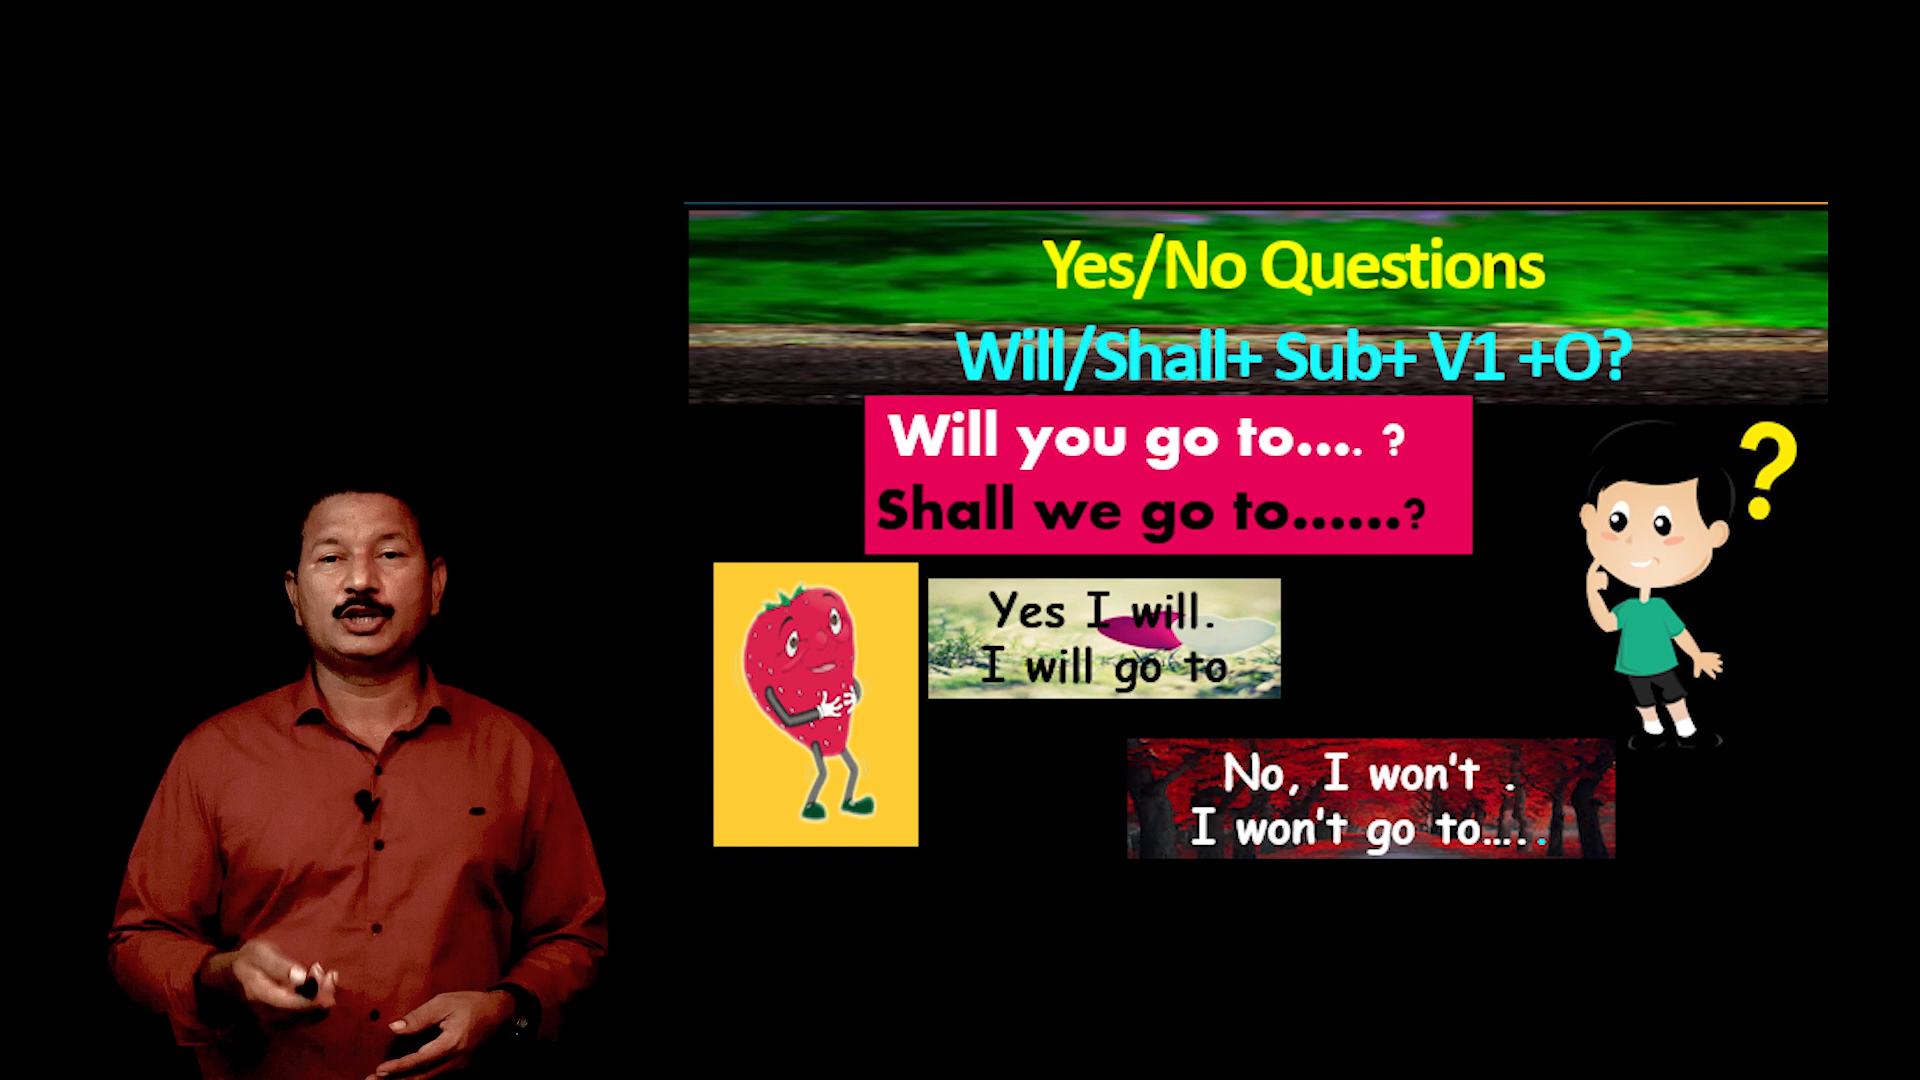 Yes/No Questions
Will/Shall+ Sub+ V1 +O?
Will you go to.... ?
Shall we go to......?
Yes I will.
I will go to
No, I won't .
I won't go to.....
?